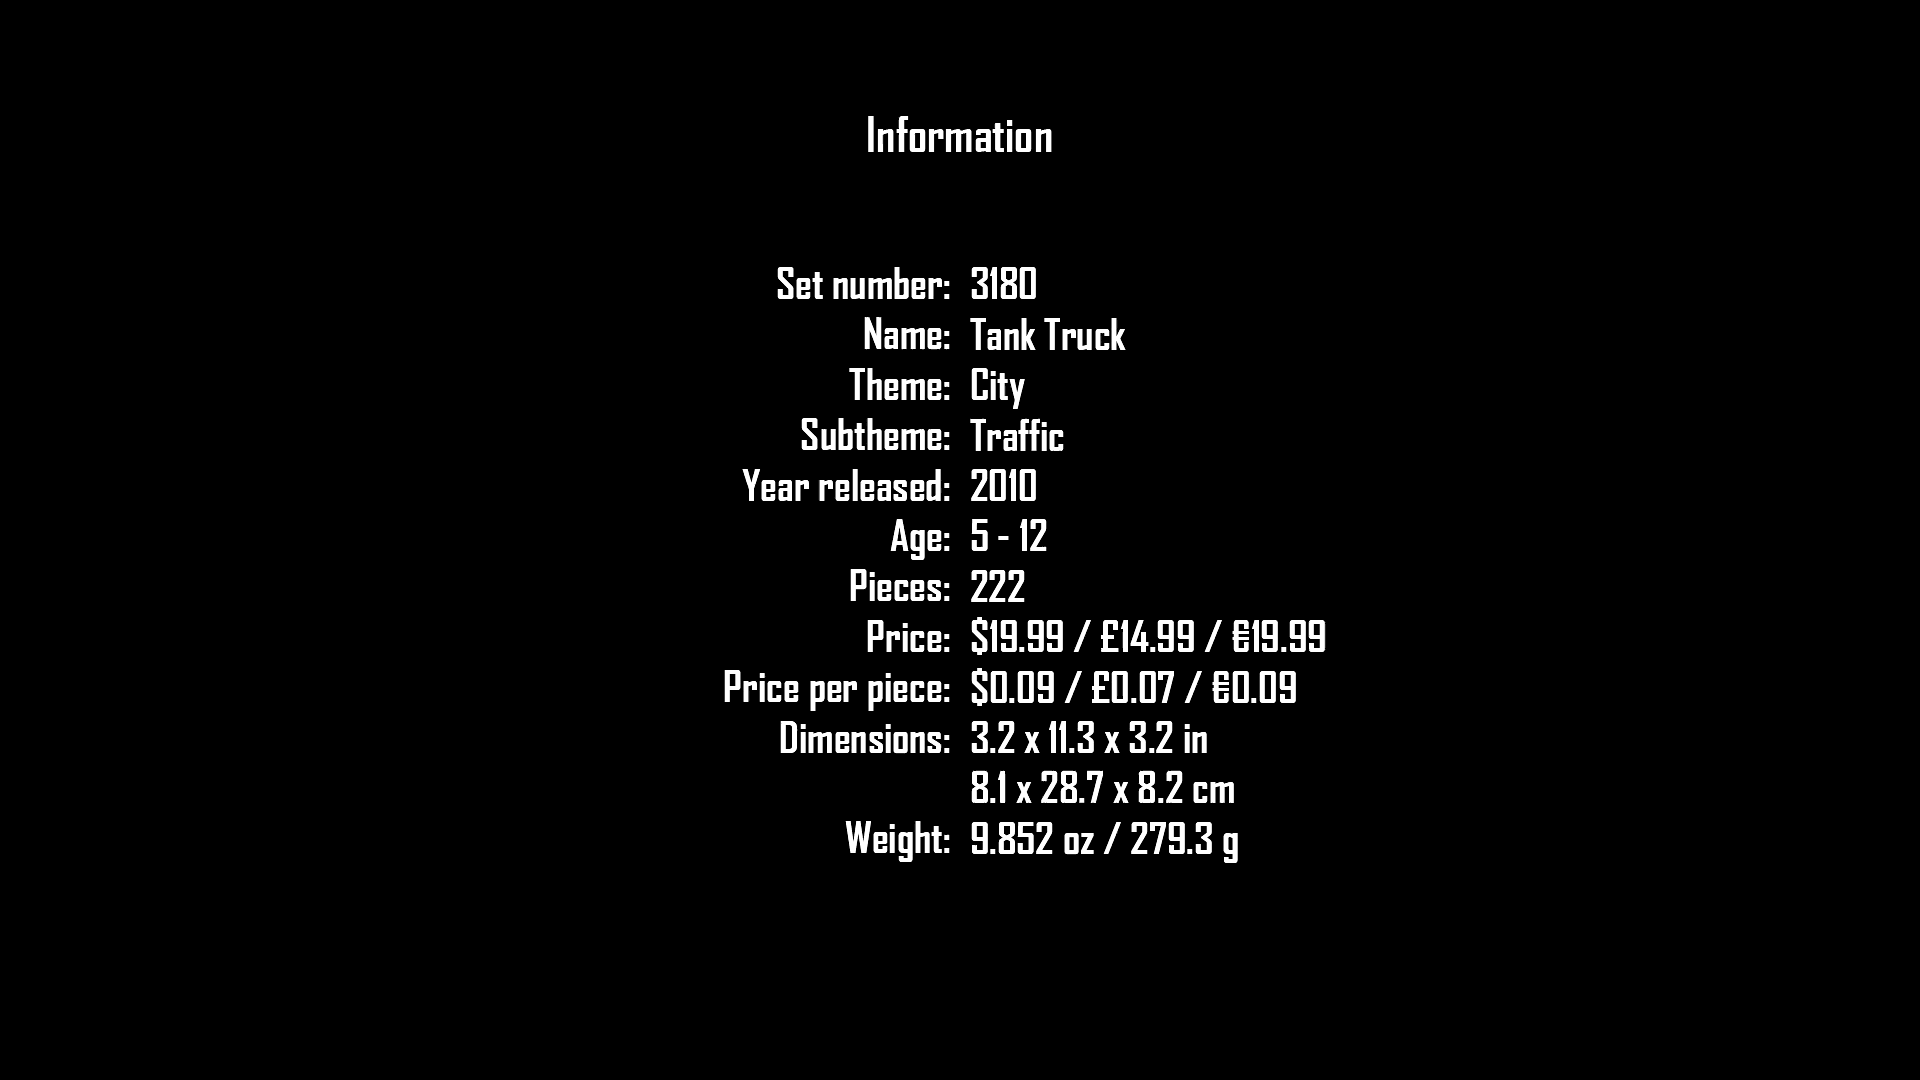 Information
Set number: 3180
Name: Tank Truck
Theme: City
Subtheme: Traffic
Year released: 2010
Age: 5 - 12
Pieces: 222
Price: $19.99 / £14.99 / €19.99
Price per piece: $0.09 / £0.07 / €0.09
Dimensions: 3.2 x 11.3 x 3.2 in
8.1 x 28.7 x 8.2 cm
Weight: 9.852 oz / 279.3 g